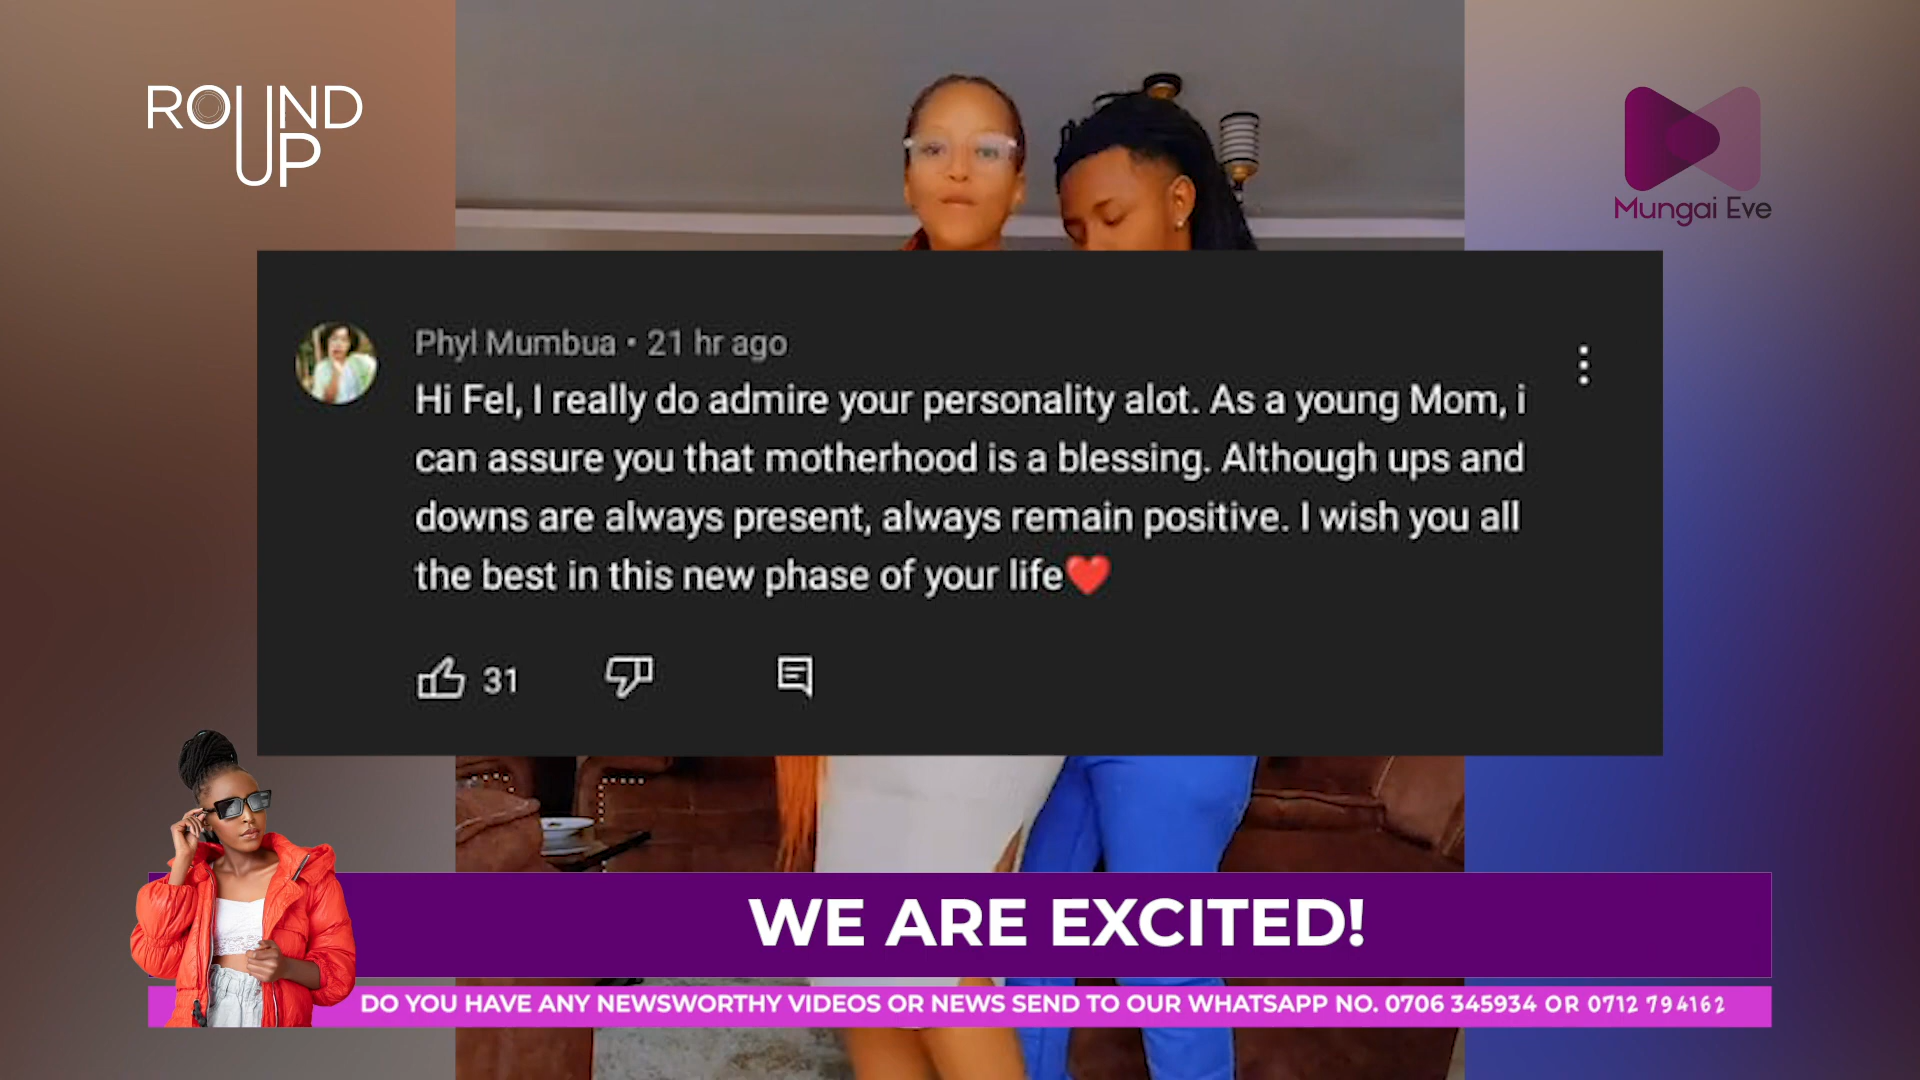 ROUND
UP
Mungai Eve
Phyl Mumbua • 21 hr ago
Hi Fel, I really do admire your personality alot. As a young Mom, i
can assure you that motherhood is a blessing. Although ups and
downs are always present, always remain positive. I wish you all
the best in this new phase of your life❤️
31
WE ARE EXCITED!
DO YOU HAVE ANY NEWSWORTHY VIDEOS OR NEWS SEND TO OUR WHATSAPP NO. 0706 345934 OR 0712 794162